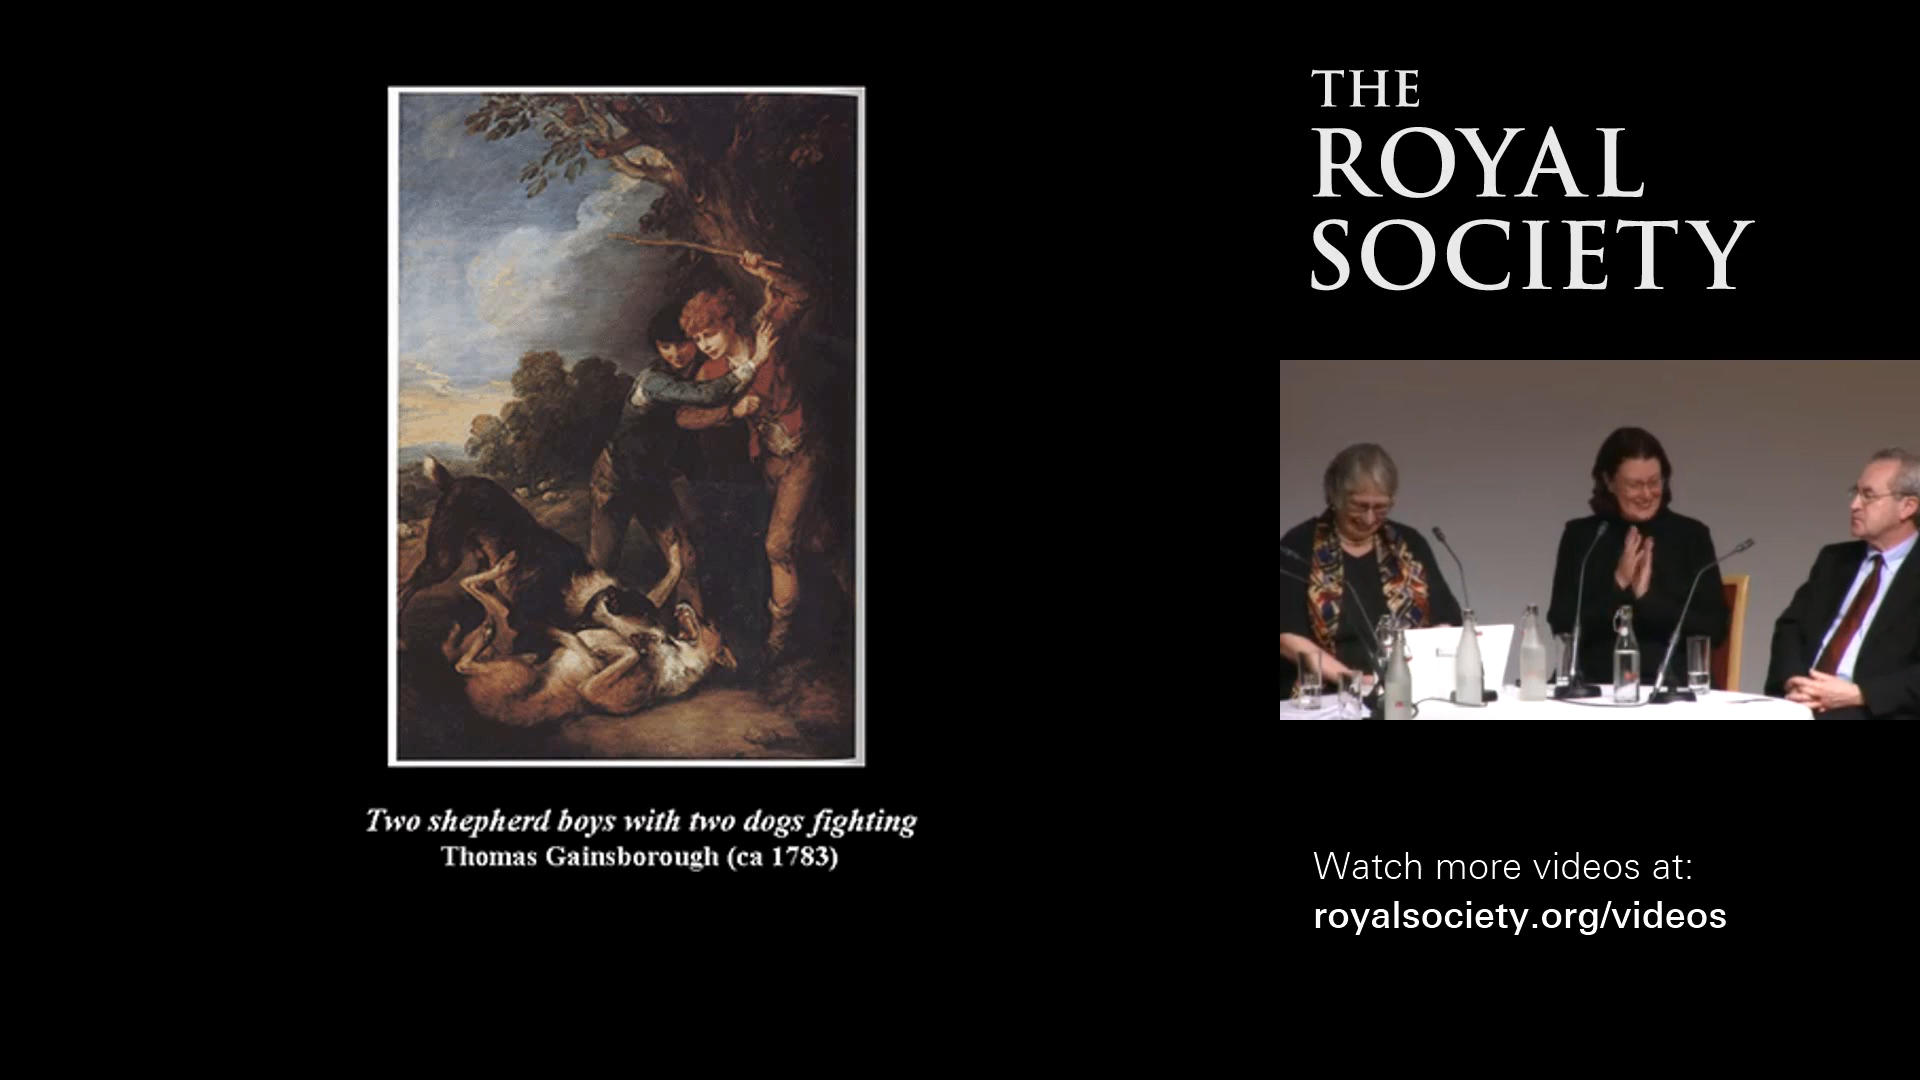 Two shepherd boys with two dogs fighting
Thomas Gainsborough (ca 1783)
THE
ROYAL
SOCIETY
Watch more videos at:
royalsociety.org/videos